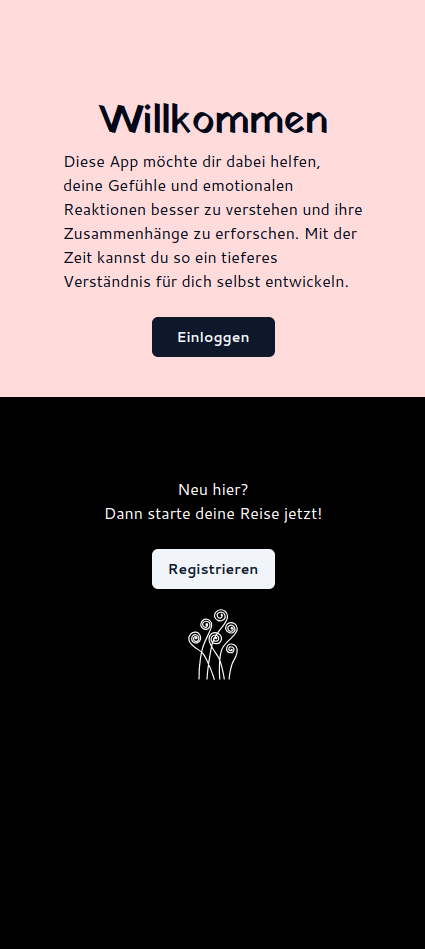 Willkommen
Diese App möchte dir dabei helfen,
deine Gefühle und emotionalen
Reaktionen besser zu verstehen und ihre
Zusammenhänge zu erforschen. Mit der
Zeit kannst du so ein tieferes
Verständnis für dich selbst entwickeln.
Einloggen
Neu hier?
Dann starte deine Reise jetzt!
Registrieren